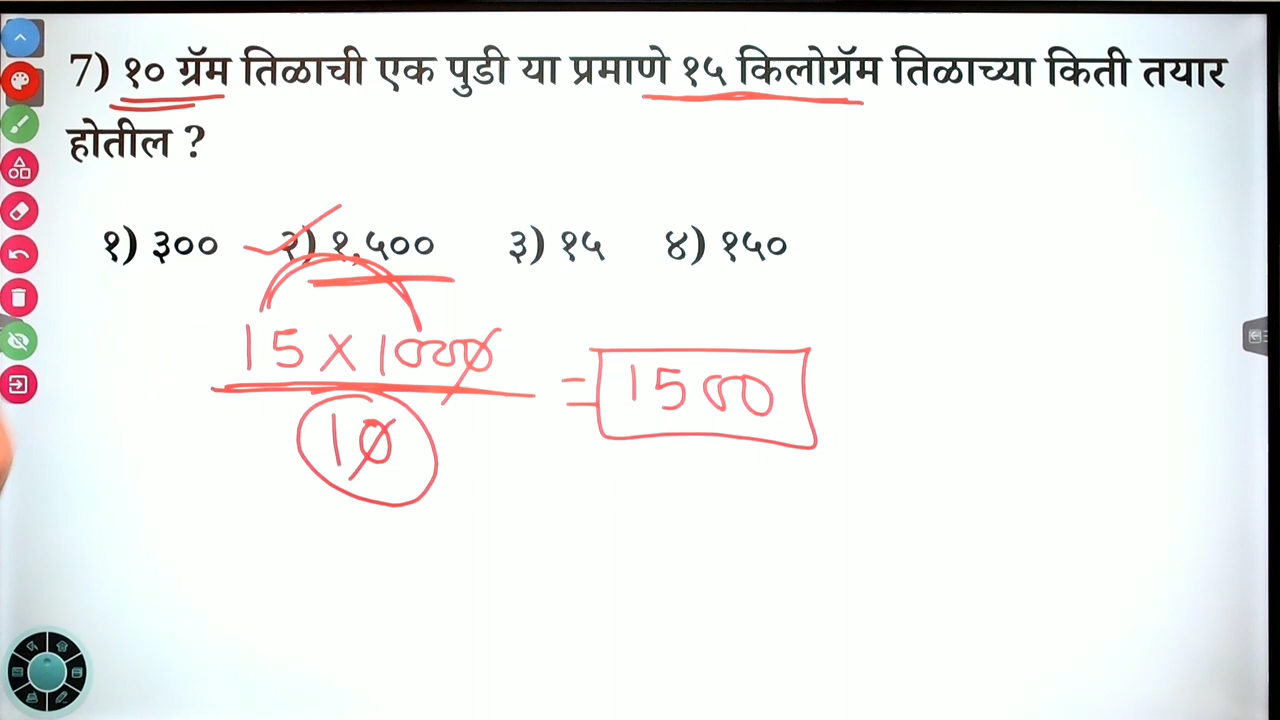 7) १० ग्रॅम तिळाची एक पुडी या प्रमाणे १५ किलोग्रॅम तिळाच्या किती तयार
होतील ?
१) ३०० २) १,५०० ३) १५ ४) १५०
15 x 1000
10
= 1500